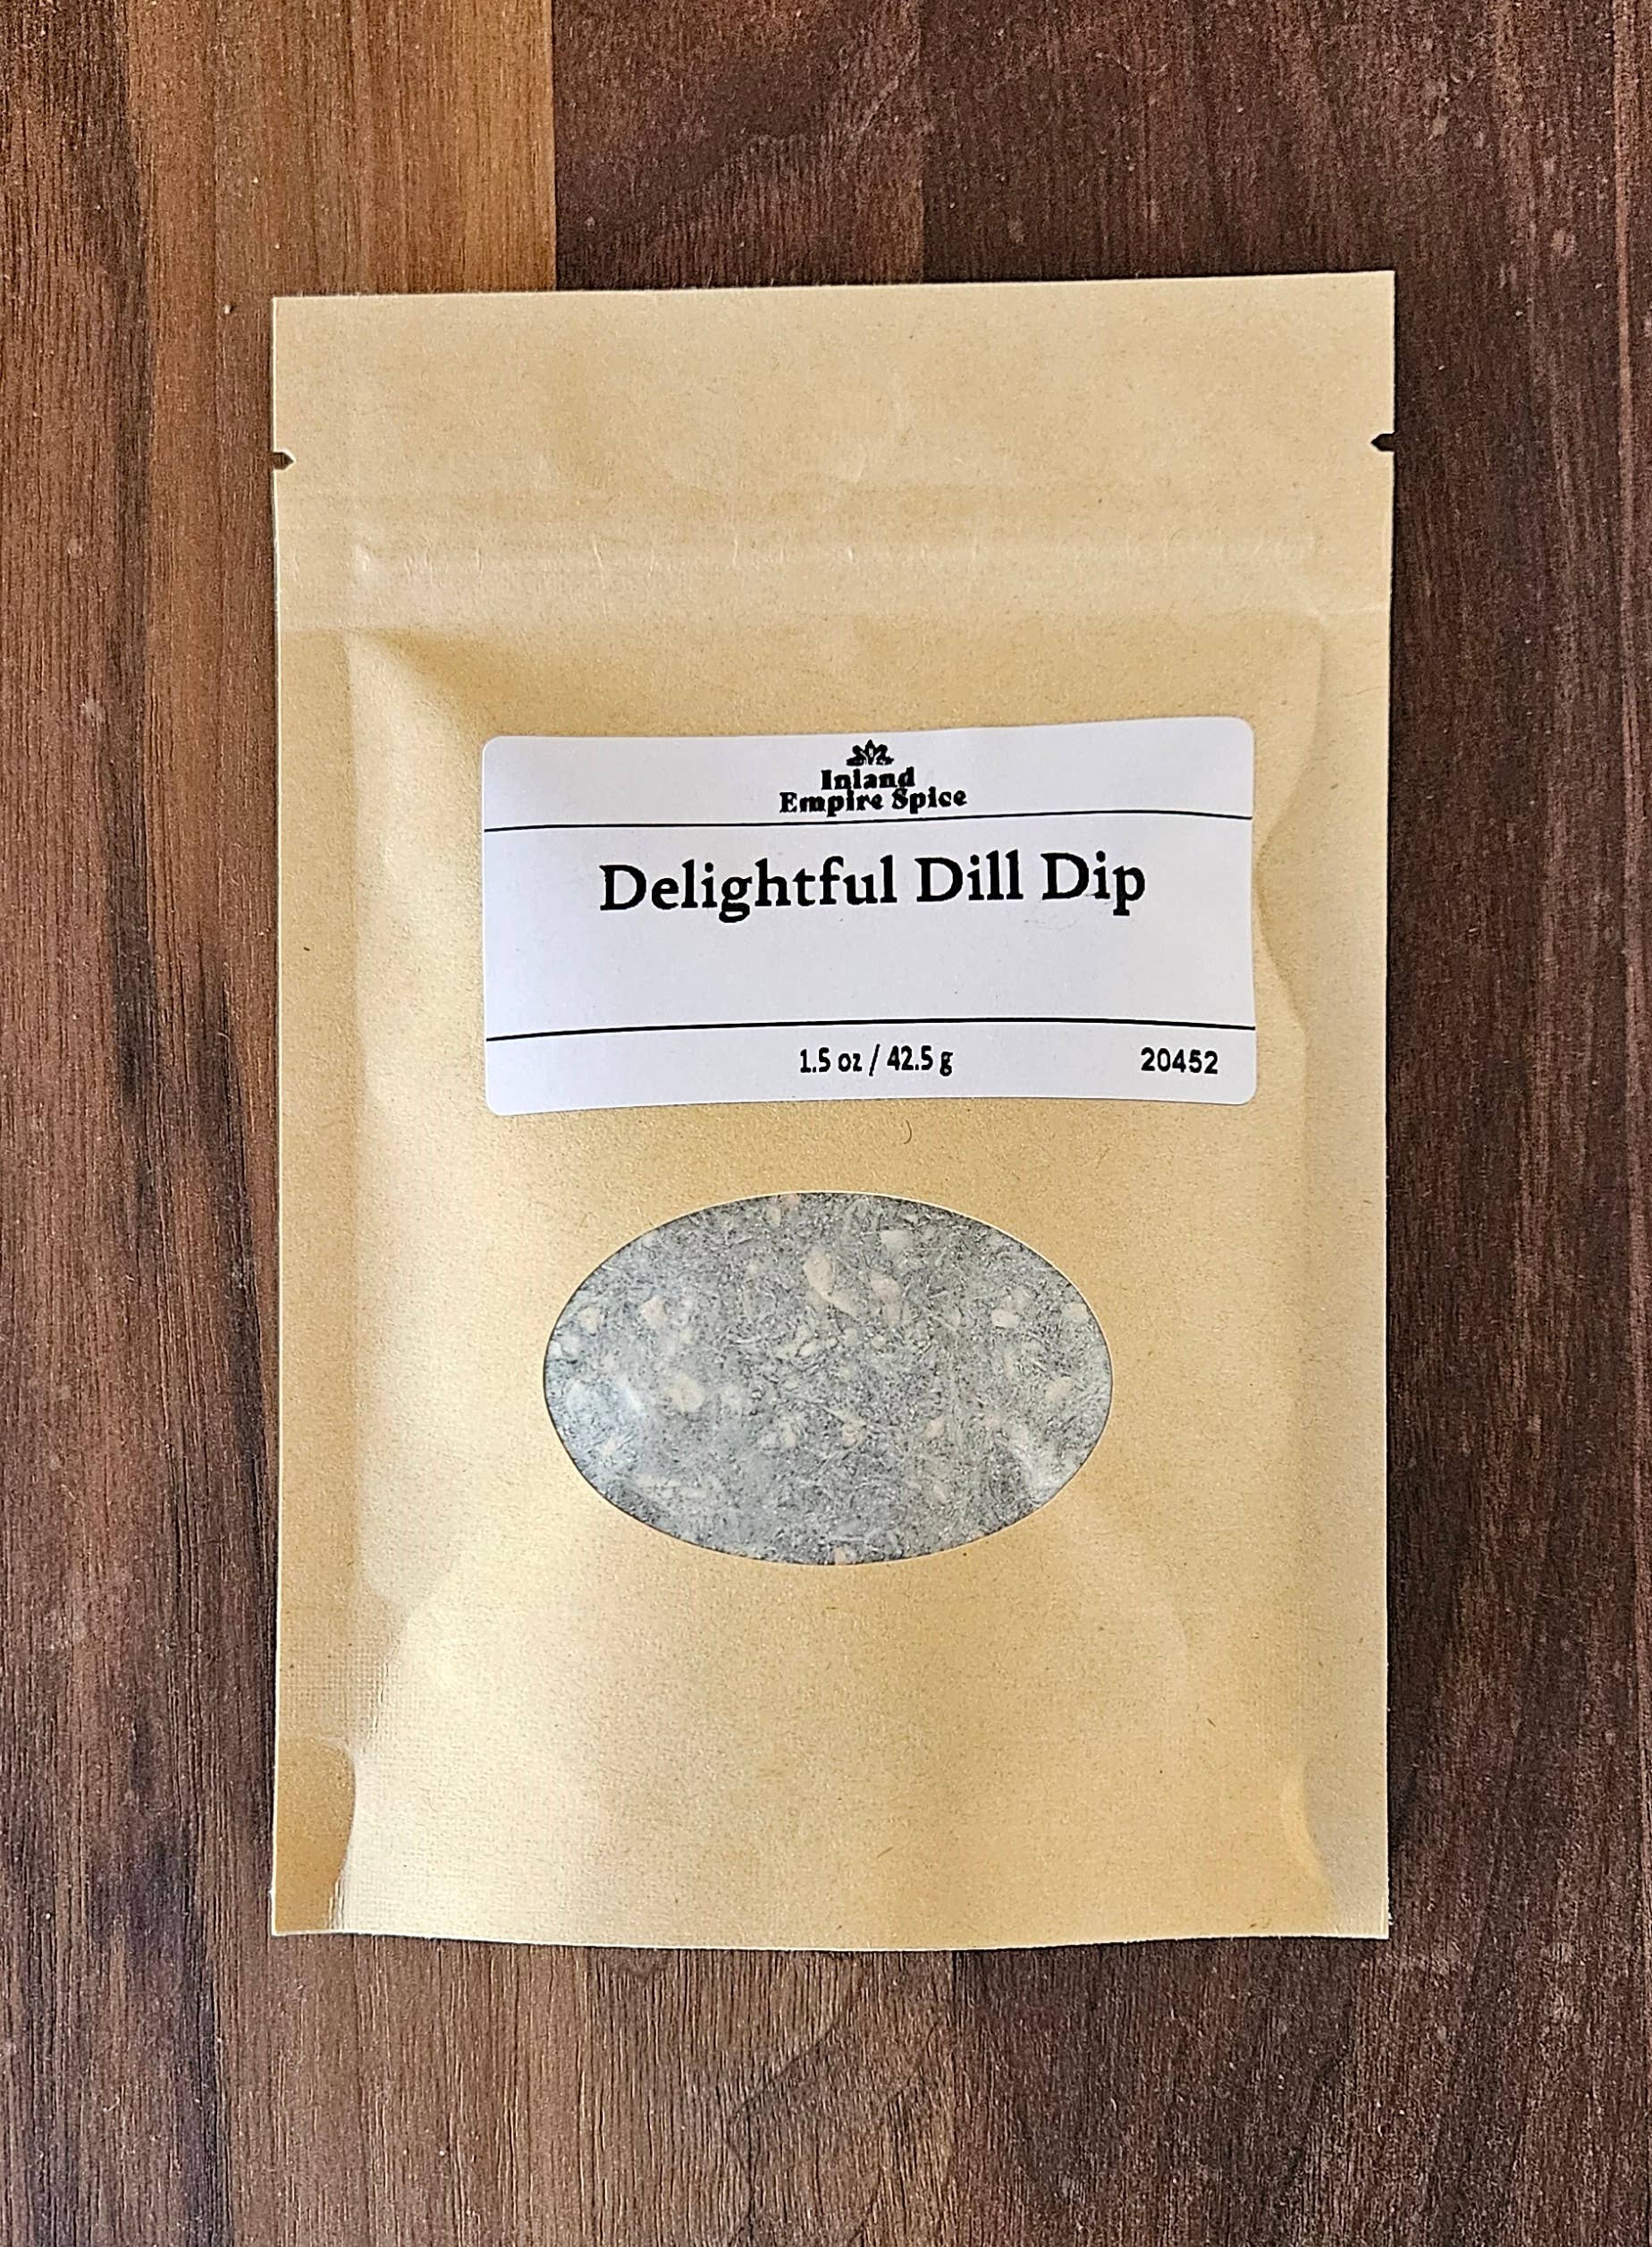 Inland
Empire Spice
Delightful Dill Dip
1.5 oz / 42.5 g
20452